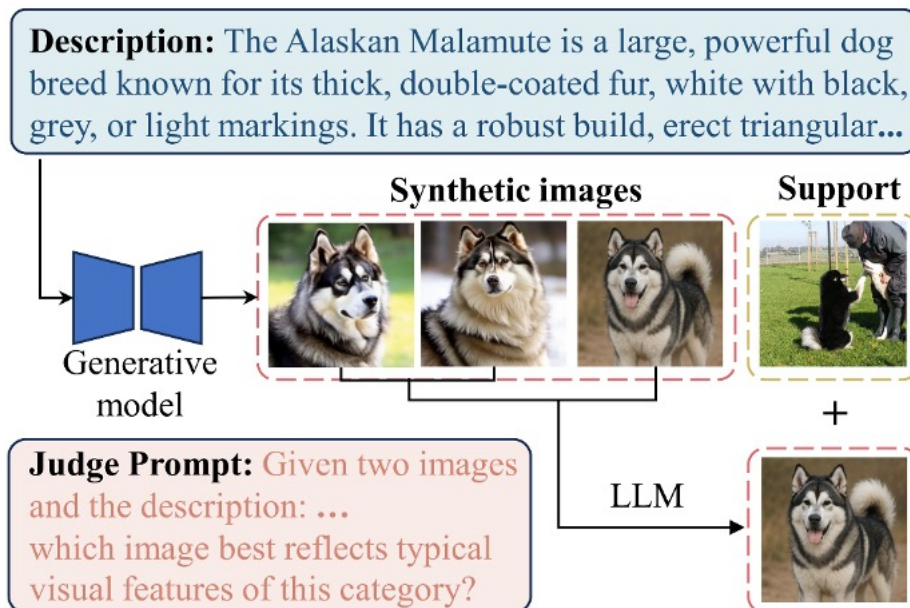 Description: The Alaskan Malamute is a large, powerful dog
breed known for its thick, double-coated fur, white with black,
grey, or light markings. It has a robust build, erect triangular...
Synthetic images
Support
Generative
model
+
Judge Prompt: Given two images
and the description: ...
which image best reflects typical
visual features of this category?
LLM